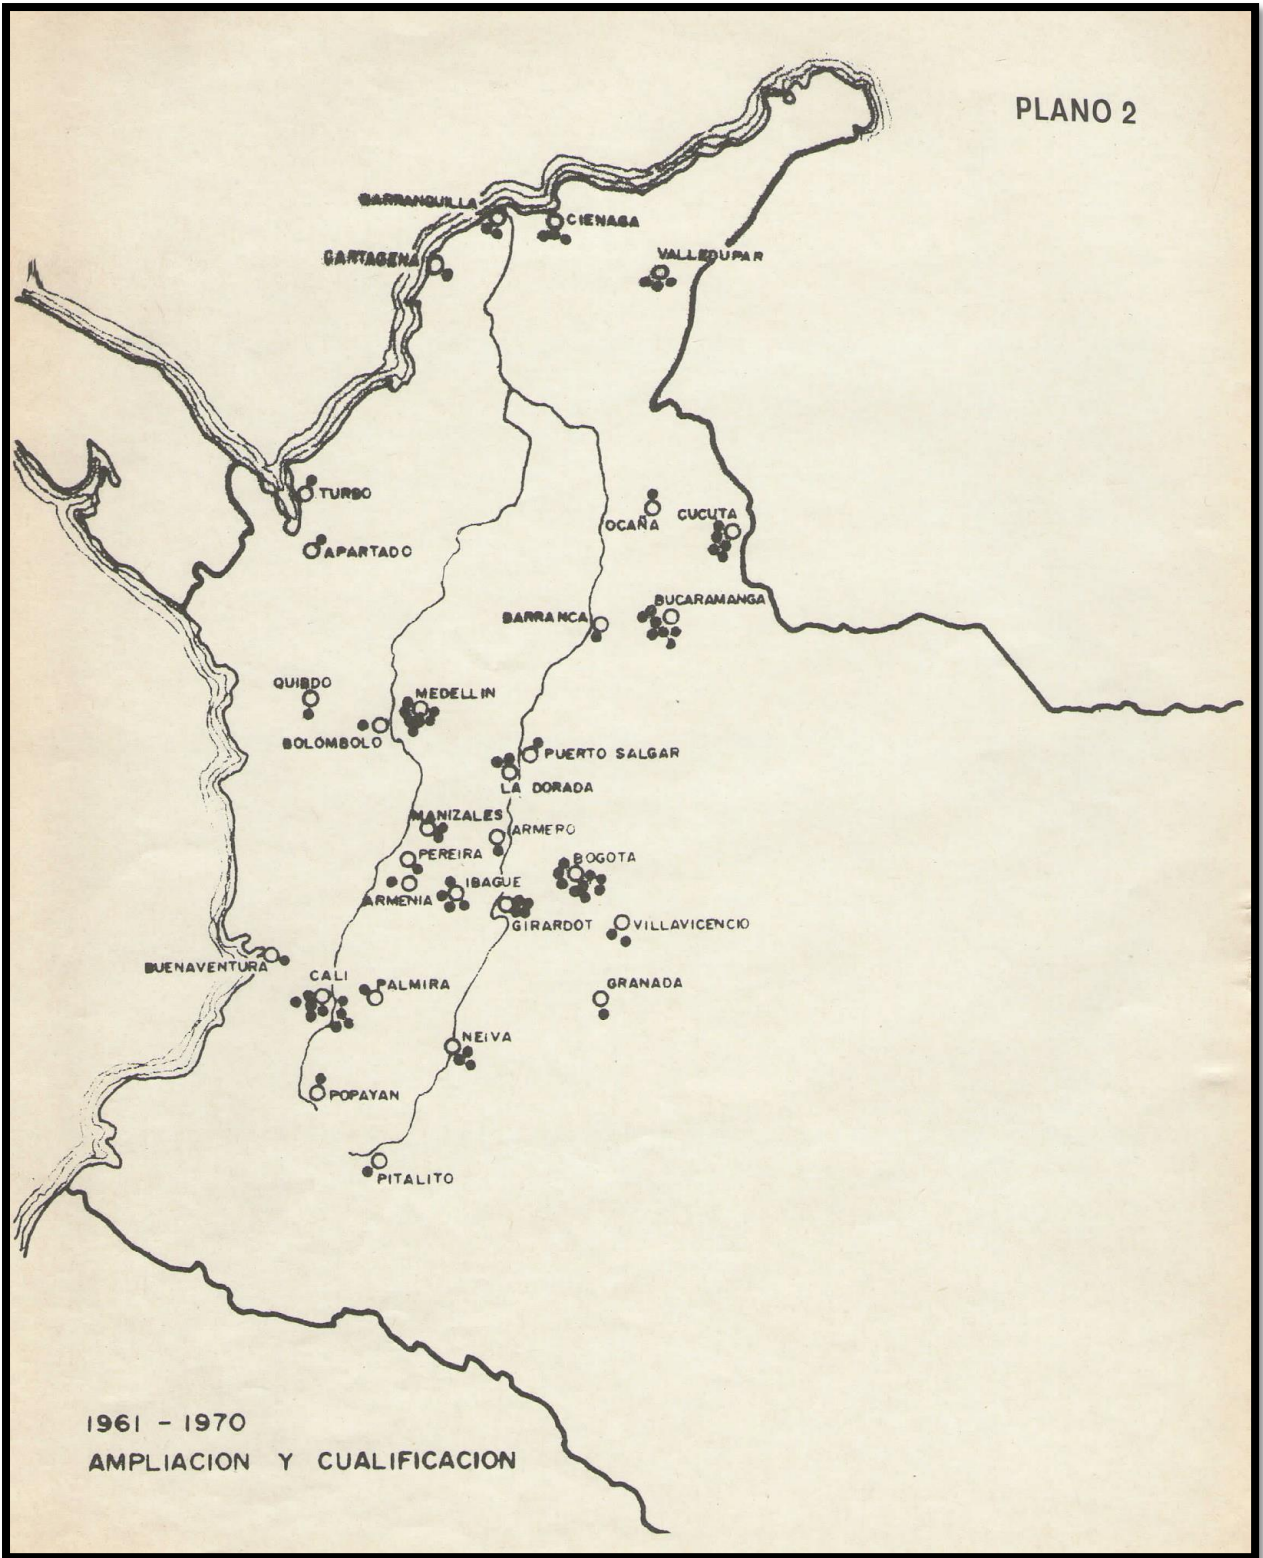 PLANO 2
BARRANQUILLA
CIENAGA
CARTAGENA
VALLEDUPAR
TURBO
OCAÑA
CUCUTA
APARTADO
BUCARAMANGA
BARRANCA
QUIBDO
MEDELLIN
BOLOMBOLO
PUERTO SALGAR
LA DORADA
MANIZALES
ARMERO
PEREIRA
BOGOTA
IBAGUE
ARMENIA
GIRARDOT
VILLAVICENCIO
BUENAVENTURA
CALI
PALMIRA
GRANADA
NEIVA
POPAYAN
PITALITO
1961 - 1970
AMPLIACION Y CUALIFICACION